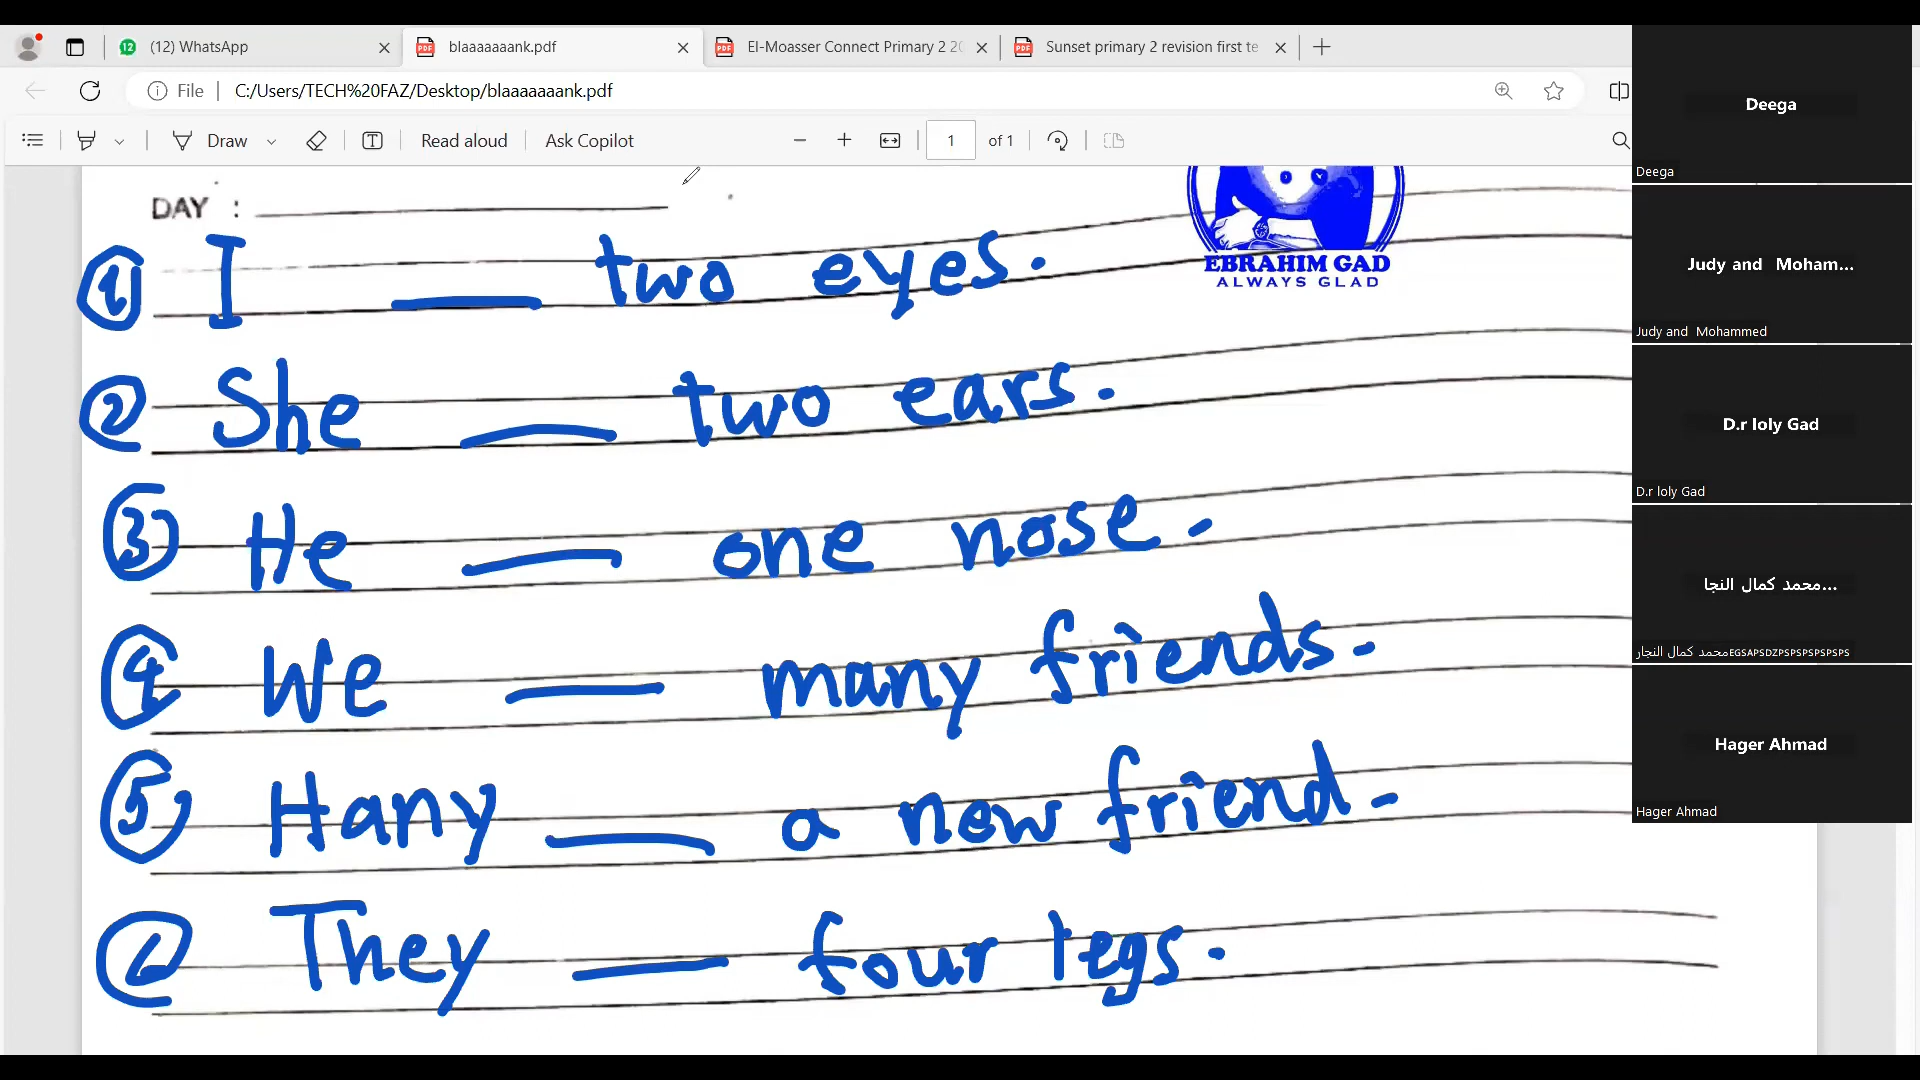 (12) WhatsApp
blaaaaaaank.pdf
El-Moasser Connect Primary 2 20
Sunset primary 2 revision first te
File
C:/Users/TECH%20FAZ/Desktop/blaaaaaaank.pdf
Draw
Read aloud
Ask Copilot
1 of 1
DAY :
EBRAHIM GAD
ALWAYS GLAD
1 I ___ two eyes.
2 She ___ two ears.
3 He ___ one nose.
4 We ___ many friends.
5 Hany ___ a new friend.
6 They ___ four legs.
Deega
Deega
Judy and Moham...
Judy and Mohammed
D.r loly Gad
D.r loly Gad
محمد كمال النجا...
محمد كمال النجارEGSAPSDZPSPSPSPSPSPS
Hager Ahmad
Hager Ahmad